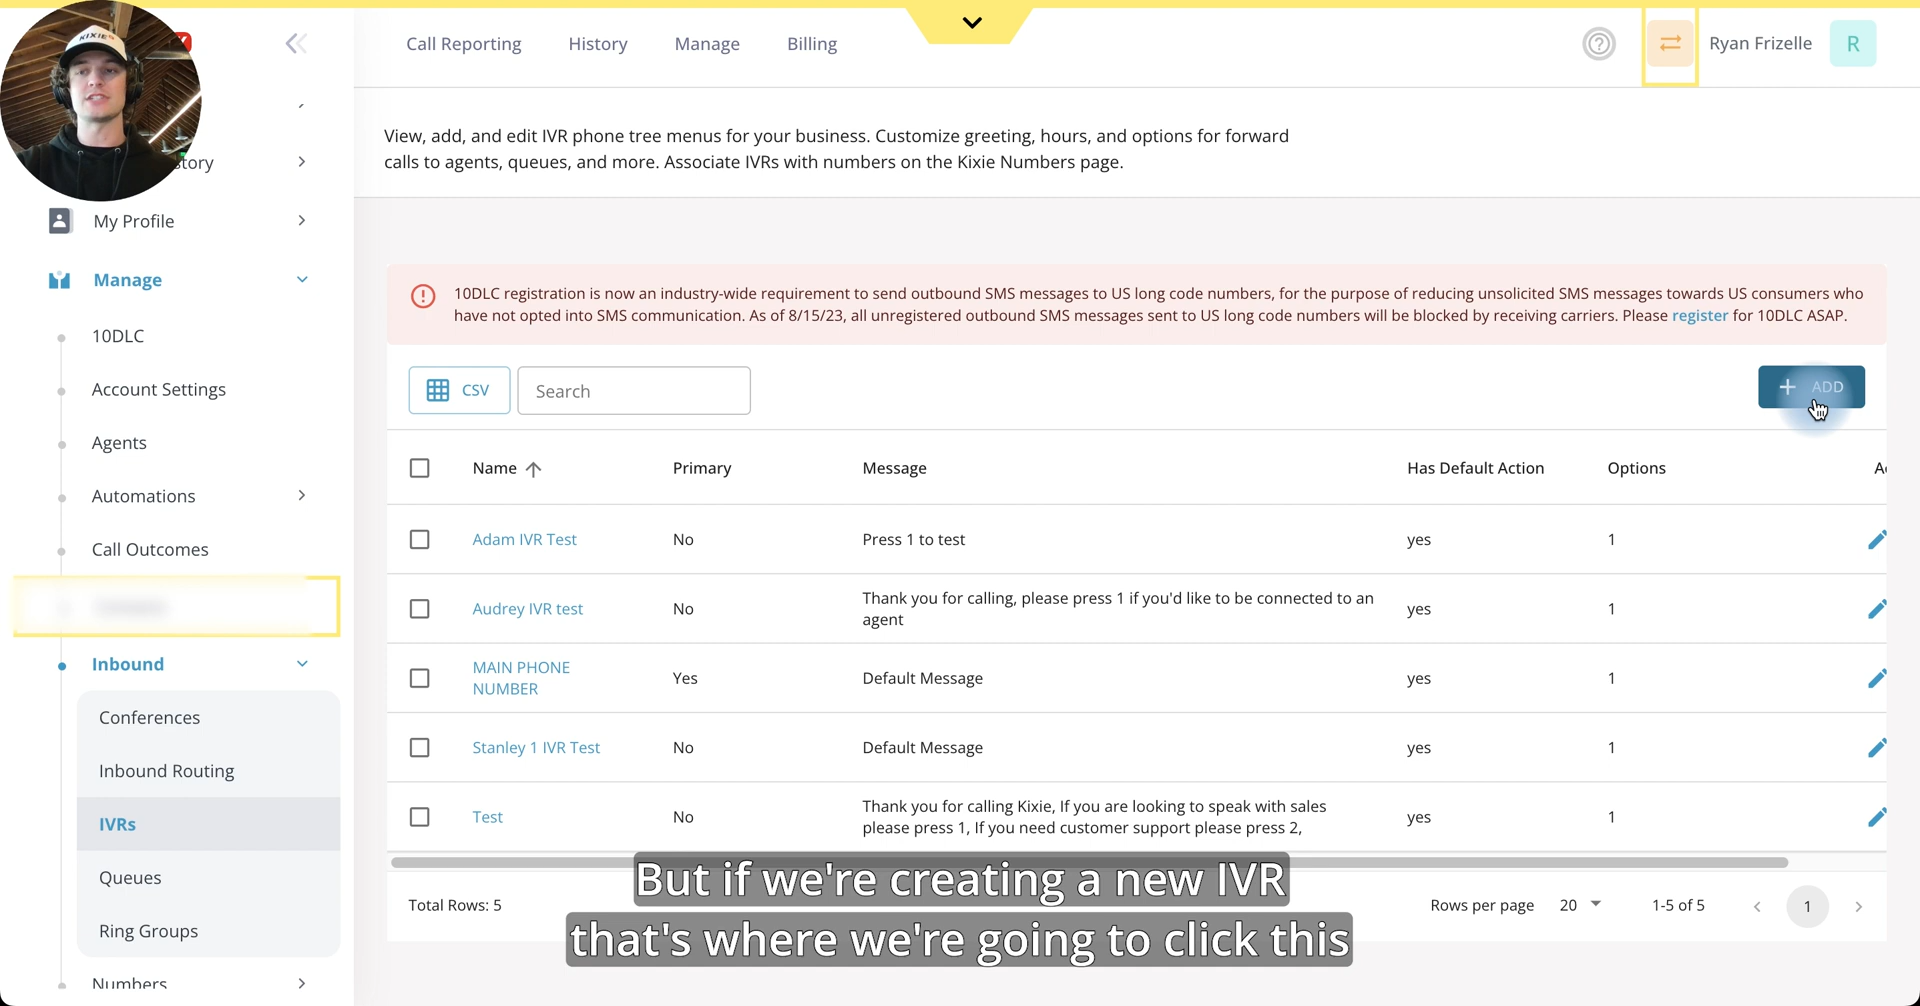 KIXIE
Call Reporting
History
Manage
Billing
Ryan Frizelle
R
View, add, and edit IVR phone tree menus for your business. Customize greeting, hours, and options for forward
calls to agents, queues, and more. Associate IVRs with numbers on the Kixie Numbers page.
story
My Profile
Manage
10DLC
Account Settings
Agents
Automations
Call Outcomes
Inbound
Conferences
Inbound Routing
IVRs
Queues
Ring Groups
Numbers
10DLC registration is now an industry-wide requirement to send outbound SMS messages to US long code numbers, for the purpose of reducing unsolicited SMS messages towards US consumers who
have not opted into SMS communication. As of 8/15/23, all unregistered outbound SMS messages sent to US long code numbers will be blocked by receiving carriers. Please register for 10DLC ASAP.
CSV
Search
+ ADD
Name Primary Message Has Default Action Options A
Adam IVR Test No Press 1 to test yes 1
Audrey IVR test No Thank you for calling, please press 1 if you'd like to be connected to an
agent yes 1
MAIN PHONE
NUMBER Yes Default Message yes 1
Stanley 1 IVR Test No Default Message yes 1
Test No Thank you for calling Kixie, If you are looking to speak with sales
please press 1, If you need customer support please press 2, yes 1
Total Rows: 5
Rows per page 20 1-5 of 5 1
But if we're creating a new IVR
that's where we're going to click this